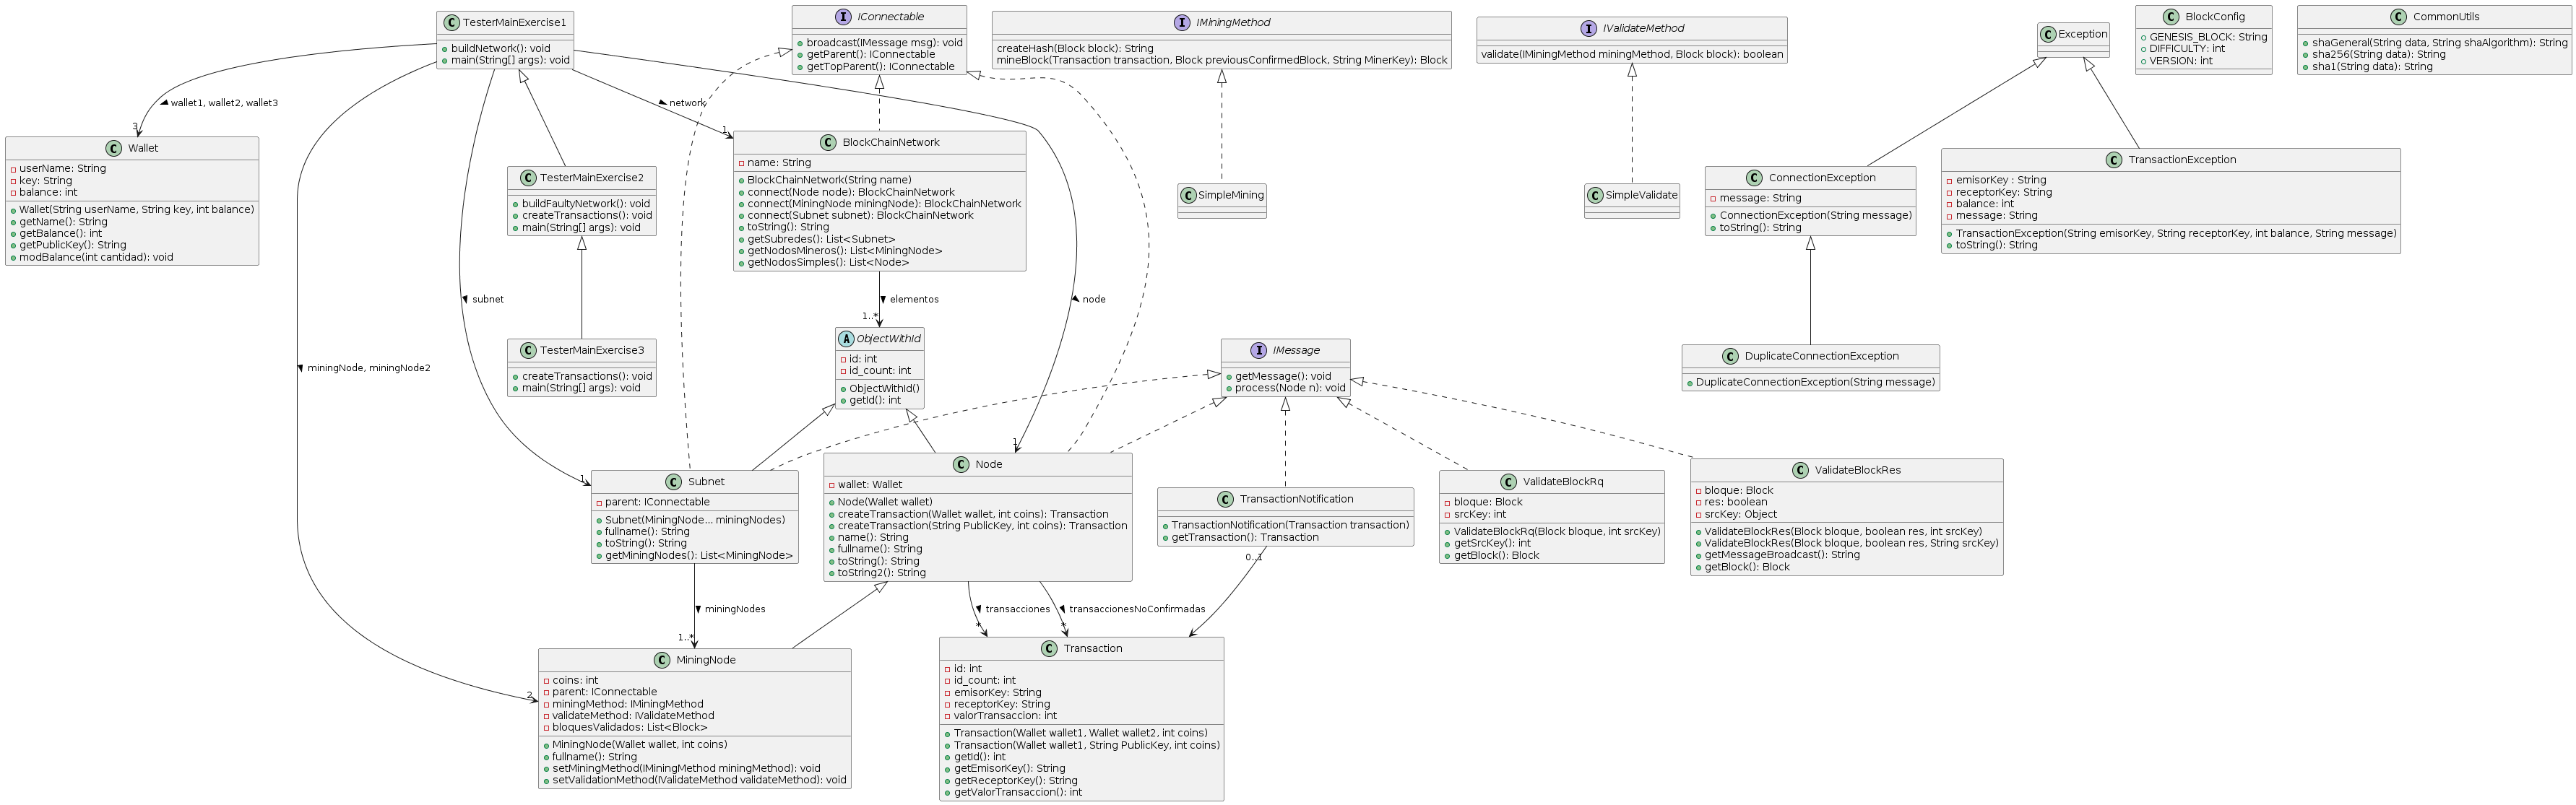 C TesterMainExercise1
buildNetwork(): void
main(String[] args): void
I IConnectable
broadcast(IMessage msg): void
getParent(): IConnectable
getTopParent(): IConnectable
I IMiningMethod
createHash(Block block): String
mineBlock(Transaction transaction, Block previousConfirmedBlock, String MinerKey): Block
I IValidateMethod
validate(IMiningMethod miningMethod, Block block): boolean
C Exception
C BlockConfig
GENESIS_BLOCK: String
DIFFICULTY: int
VERSION: int
C CommonUtils
shaGeneral(String data, String shaAlgorithm): String
sha256(String data): String
sha1(String data): String
wallet1, wallet2, wallet3
3
network
1
C Wallet
userName: String
key: String
balance: int
Wallet(String userName, String key, int balance)
getName(): String
getBalance(): int
getPublicKey(): String
modBalance(int cantidad): void
C TesterMainExercise2
buildFaultyNetwork(): void
createTransactions(): void
main(String[] args): void
C BlockChainNetwork
name: String
BlockChainNetwork(String name)
connect(Node node): BlockChainNetwork
connect(MiningNode miningNode): BlockChainNetwork
connect(Subnet subnet): BlockChainNetwork
toString(): String
getSubredes(): List<Subnet>
getNodosMineros(): List<MiningNode>
getNodosSimples(): List<Node>
C SimpleMining
C SimpleValidate
C ConnectionException
message: String
ConnectionException(String message)
toString(): String
C TransactionException
emisorKey : String
receptorKey: String
balance: int
message: String
TransactionException(String emisorKey, String receptorKey, int balance, String message)
toString(): String
subnet
elementos
node
1..*
miningNode, miningNode2
C TesterMainExercise3
createTransactions(): void
main(String[] args): void
A ObjectWithId
id: int
id_count: int
ObjectWithId()
getId(): int
I IMessage
getMessage(): void
process(Node n): void
C DuplicateConnectionException
DuplicateConnectionException(String message)
1
1
C Subnet
parent: IConnectable
Subnet(MiningNode... miningNodes)
fullname(): String
toString(): String
getMiningNodes(): List<MiningNode>
C Node
wallet: Wallet
Node(Wallet wallet)
createTransaction(Wallet wallet, int coins): Transaction
createTransaction(String PublicKey, int coins): Transaction
name(): String
fullname(): String
toString(): String
toString2(): String
C TransactionNotification
TransactionNotification(Transaction transaction)
getTransaction(): Transaction
C ValidateBlockRq
bloque: Block
srcKey: int
ValidateBlockRq(Block bloque, int srcKey)
getSrcKey(): int
getBlock(): Block
C ValidateBlockRes
bloque: Block
res: boolean
srcKey: Object
ValidateBlockRes(Block bloque, boolean res, int srcKey)
ValidateBlockRes(Block bloque, boolean res, String srcKey)
getMessageBroadcast(): String
getBlock(): Block
0..1
miningNodes
transacciones
transaccionesNoConfirmadas
1..*
*
*
2
C MiningNode
coins: int
parent: IConnectable
miningMethod: IMiningMethod
validateMethod: IValidateMethod
bloquesValidados: List<Block>
MiningNode(Wallet wallet, int coins)
fullname(): String
setMiningMethod(IMiningMethod miningMethod): void
setValidationMethod(IValidateMethod validateMethod): void
C Transaction
id: int
id_count: int
emisorKey: String
receptorKey: String
valorTransaccion: int
Transaction(Wallet wallet1, Wallet wallet2, int coins)
Transaction(Wallet wallet1, String PublicKey, int coins)
getId(): int
getEmisorKey(): String
getReceptorKey(): String
getValorTransaccion(): int